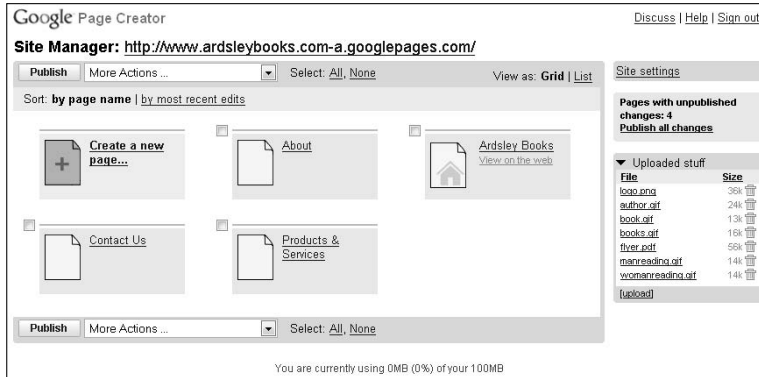 Google Page Creator
Discuss | Help | Sign out
Site Manager: http://www.ardsleybooks.com-a.googlepages.com/
Publish More Actions ... Select: All, None View as: Grid | List
Sort: by page name | by most recent edits
Create a new
page...
About
Ardsley Books
View on the web
Contact Us
Products &
Services
Publish More Actions ... Select: All, None
You are currently using 0MB (0%) of your 100MB
Site settings
Pages with unpublished
changes: 4
Publish all changes
Uploaded stuff
File Size
logo.png 36k
author.gif 24k
book.gif 13k
books.gif 16k
flyer.pdf 56k
manreading.gif 14k
womanreading.gif 14k
[upload]